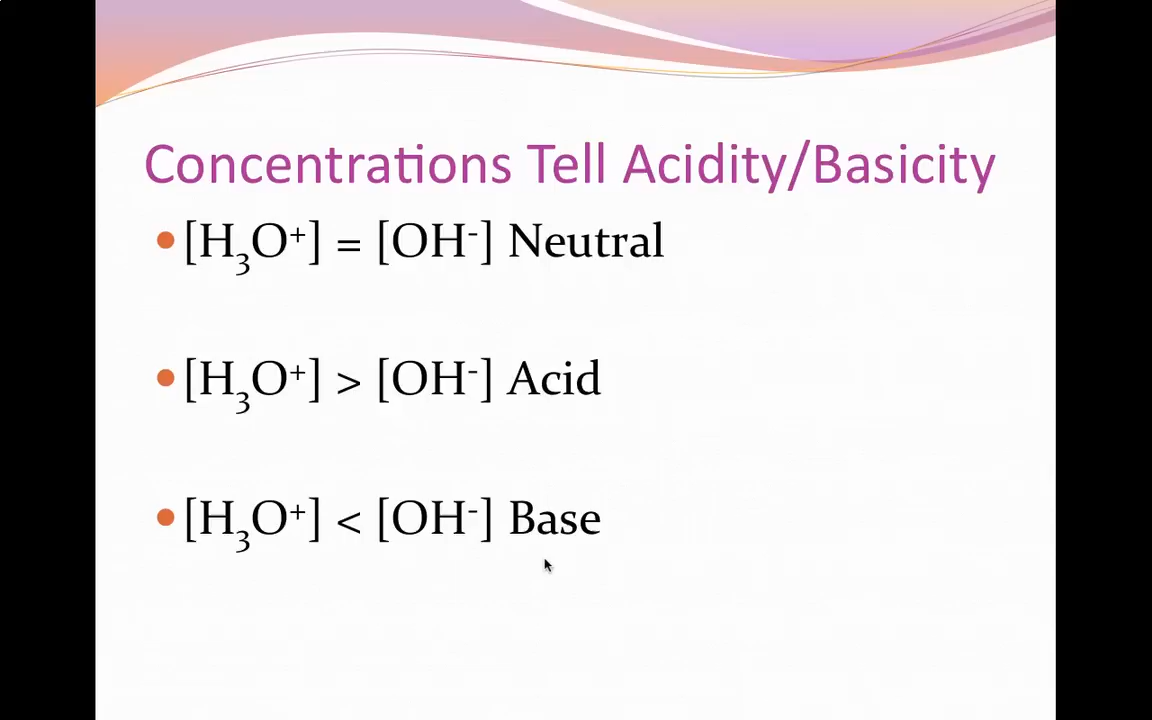 Concentrations Tell Acidity/Basicity
•[H₃O⁺] = [OH⁻] Neutral
•[H₃O⁺] > [OH⁻] Acid
•[H₃O⁺] < [OH⁻] Base